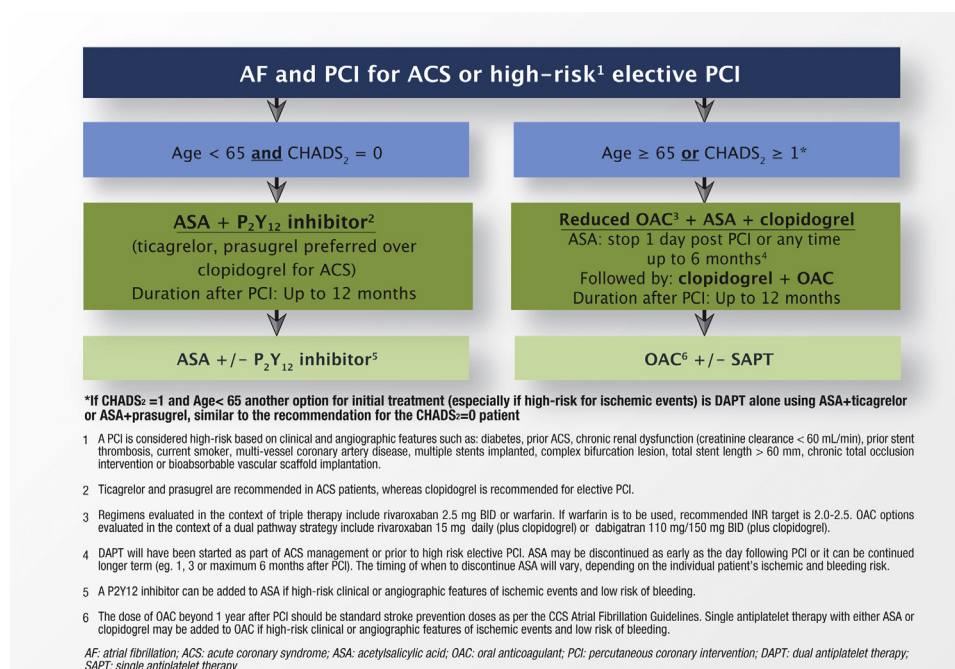 AF and PCI for ACS or high-risk¹ elective PCI
Age < 65 and CHADS₂ = 0
Age ≥ 65 or CHADS₂ ≥ 1*
ASA + P₂Y₁₂ inhibitor²
(ticagrelor, prasugrel preferred over
clopidogrel for ACS)
Duration after PCI: Up to 12 months
Reduced OAC³ + ASA + clopidogrel
ASA: stop 1 day post PCI or any time
up to 6 months⁴
Followed by: clopidogrel + OAC
Duration after PCI: Up to 12 months
ASA +/- P₂Y₁₂ inhibitor⁵
OAC⁶ +/- SAPT
*If CHADS₂ =1 and Age< 65 another option for initial treatment (especially if high-risk for ischemic events) is DAPT alone using ASA+ticagrelor
or ASA+prasugrel, similar to the recommendation for the CHADS₂=0 patient
1 A PCI is considered high-risk based on clinical and angiographic features such as: diabetes, prior ACS, chronic renal dysfunction (creatinine clearance < 60 mL/min), prior stent
thrombosis, current smoker, multi-vessel coronary artery disease, multiple stents implanted, complex bifurcation lesion, total stent length > 60 mm, chronic total occlusion
intervention or bioabsorbable vascular scaffold implantation.
2 Ticagrelor and prasugrel are recommended in ACS patients, whereas clopidogrel is recommended for elective PCI.
3 Regimens evaluated in the context of triple therapy include rivaroxaban 2.5 mg BID or warfarin. If warfarin is to be used, recommended INR target is 2.0-2.5. OAC options
evaluated in the context of a dual pathway strategy include rivaroxaban 15 mg daily (plus clopidogrel) or dabigatran 110 mg/150 mg BID (plus clopidogrel).
4 DAPT will have been started as part of ACS management or prior to high risk elective PCI. ASA may be discontinued as early as the day following PCI or it can be continued
longer term (eg. 1, 3 or maximum 6 months after PCI). The timing of when to discontinue ASA will vary, depending on the individual patient's ischemic and bleeding risk.
5 A P2Y12 inhibitor can be added to ASA if high-risk clinical or angiographic features of ischemic events and low risk of bleeding.
6 The dose of OAC beyond 1 year after PCI should be standard stroke prevention doses as per the CCS Atrial Fibrillation Guidelines. Single antiplatelet therapy with either ASA or
clopidogrel may be added to OAC if high-risk clinical or angiographic features of ischemic events and low risk of bleeding.
AF: atrial fibrillation; ACS: acute coronary syndrome; ASA: acetylsalicylic acid; OAC: oral anticoagulant; PCI: percutaneous coronary intervention; DAPT: dual antiplatelet therapy;
SAPT: single antiplatelet therapy